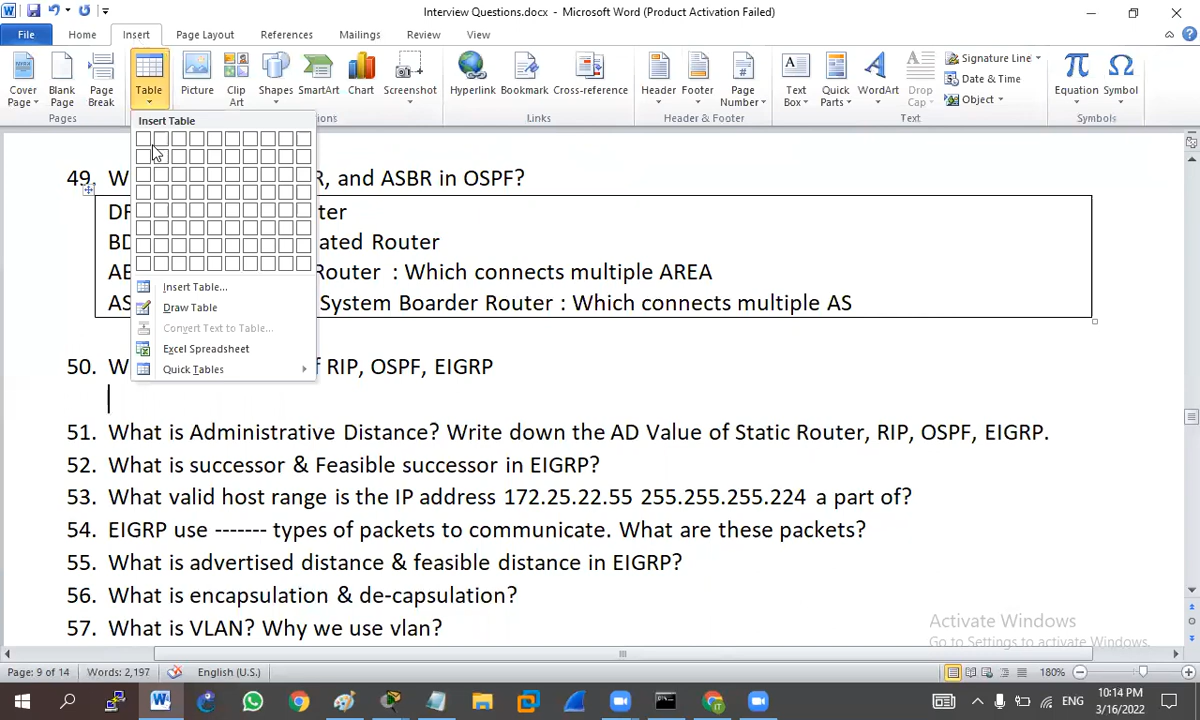 Interview Questions.docx - Microsoft Word (Product Activation Failed)
File Home Insert Page Layout References Mailings Review View
Cover Page Blank Page Page Break Table Picture Clip Art Shapes SmartArt Chart Screenshot Hyperlink Bookmark Cross-reference Header Footer Page Number Text Box Quick Parts WordArt Drop Cap Signature Line Date & Time Object Equation Symbol
Pages ons Links Header & Footer Text Symbols
Insert Table
Insert Table...
Draw Table
Convert Text to Table...
Excel Spreadsheet
Quick Tables
49. W R, and ASBR in OSPF?
DR ter
BD ated Router
AB Router : Which connects multiple AREA
AS System Boarder Router : Which connects multiple AS
50. W f RIP, OSPF, EIGRP
51. What is Administrative Distance? Write down the AD Value of Static Router, RIP, OSPF, EIGRP.
52. What is successor & Feasible successor in EIGRP?
53. What valid host range is the IP address 172.25.22.55 255.255.255.224 a part of?
54. EIGRP use ------- types of packets to communicate. What are these packets?
55. What is advertised distance & feasible distance in EIGRP?
56. What is encapsulation & de-capsulation?
57. What is VLAN? Why we use vlan?
Activate Windows
Go to Settings to activate Windows.
Page: 9 of 14 Words: 2,197 English (U.S.) 180%
ENG 10:14 PM
3/16/2022